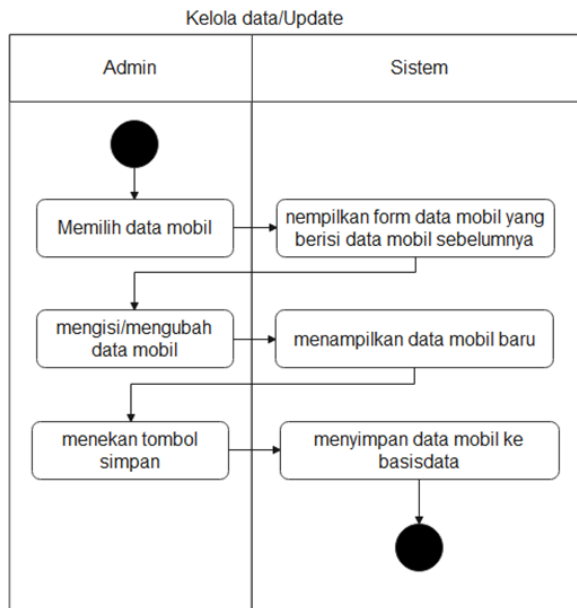 Kelola data/Update
Admin
Sistem
Memilih data mobil
nempilkan form data mobil yang
berisi data mobil sebelumnya
mengisi/mengubah
data mobil
menampilkan data mobil baru
menekan tombol
simpan
menyimpan data mobil ke
basisdata